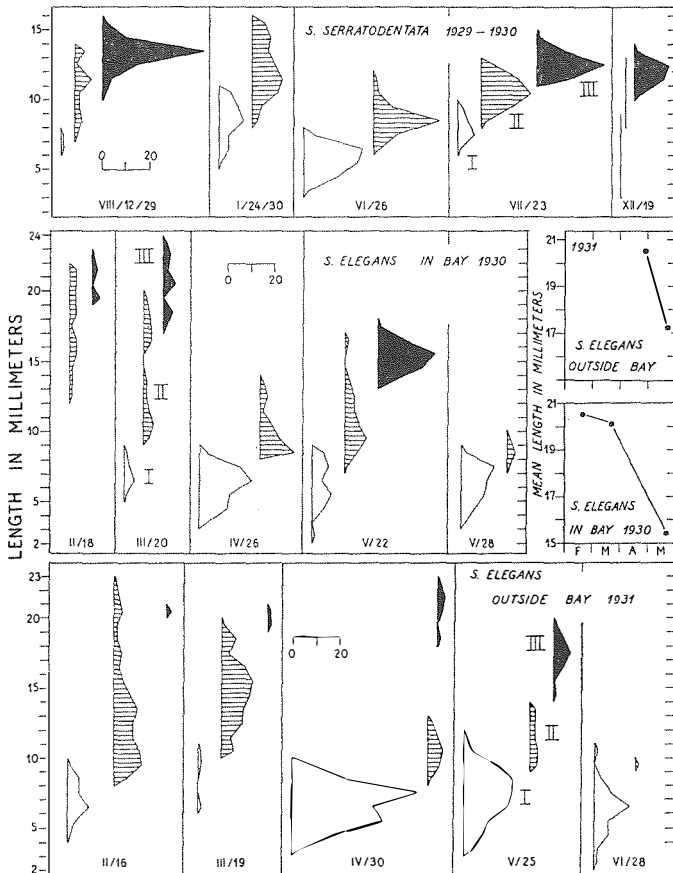 S. SERRATODENTATA 1929 – 1930
15
10
5
0 20
I
II
III
VIII/12/29
I/24/30
VI/26
VII/23
XII/19
LENGTH IN MILLIMETERS
S. ELEGANS IN BAY 1930
24
20
15
10
5
2
0 20
III
II
I
II/18
III/20
IV/26
V/22
V/28
MEAN LENGTH IN MILLIMETERS
1931
21
19
17
S. ELEGANS
OUTSIDE BAY
21
19
17
15
S. ELEGANS
IN BAY 1930
F M A M
S. ELEGANS
OUTSIDE BAY 1931
23
20
15
10
5
2
0 20
III
II
I
II/16
III/19
IV/30
V/25
VI/28